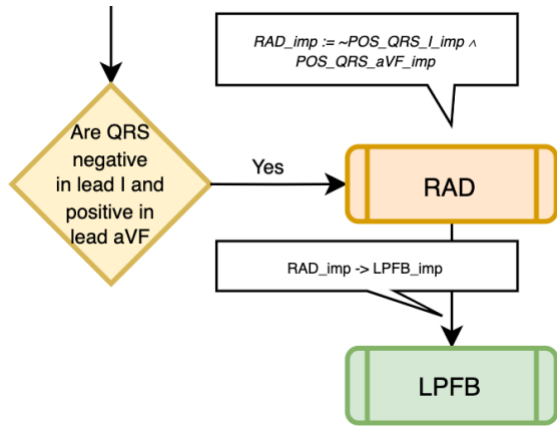 RAD_imp := ~POS_QRS_I_imp ∧
POS_QRS_aVF_imp
Are QRS
negative
in lead I and
positive in
lead aVF
Yes
RAD
RAD_imp -> LPFB_imp
LPFB